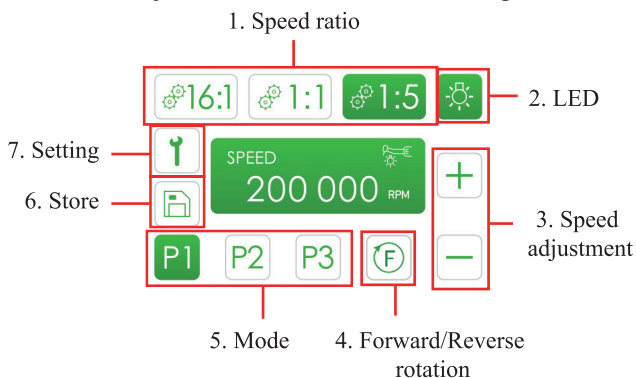 1. Speed ratio
16:1 1:1 1:5
2. LED
7. Setting
SPEED
200 000 RPM
6. Store
3. Speed
adjustment
P1 P2 P3 F
5. Mode
4. Forward/Reverse
rotation